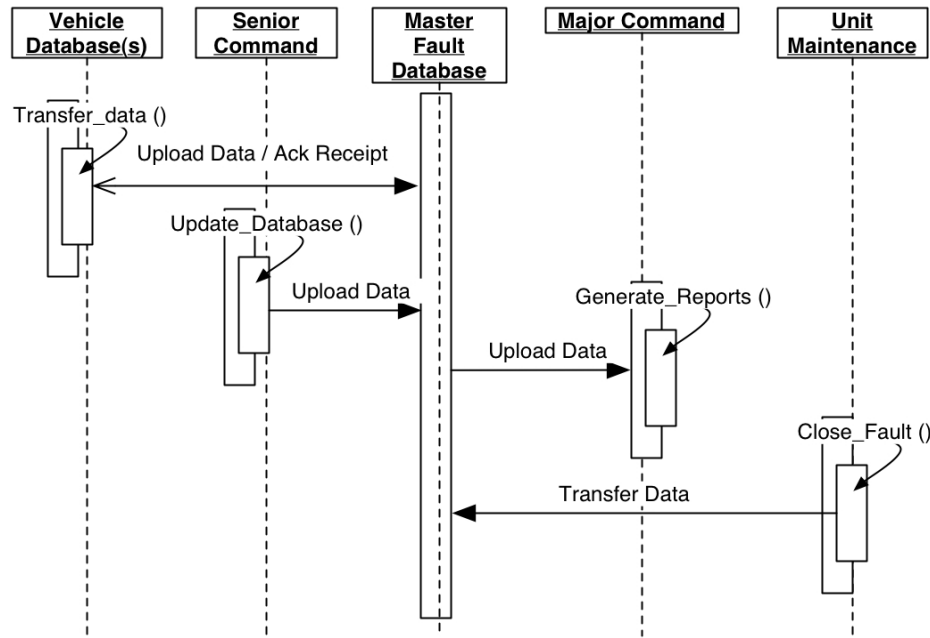 Vehicle
Database(s)
Senior
Command
Master
Fault
Database
Major Command
Unit
Maintenance
Transfer_data ()
Upload Data / Ack Receipt
Update_Database ()
Upload Data
Generate_Reports ()
Upload Data
Close_Fault ()
Transfer Data